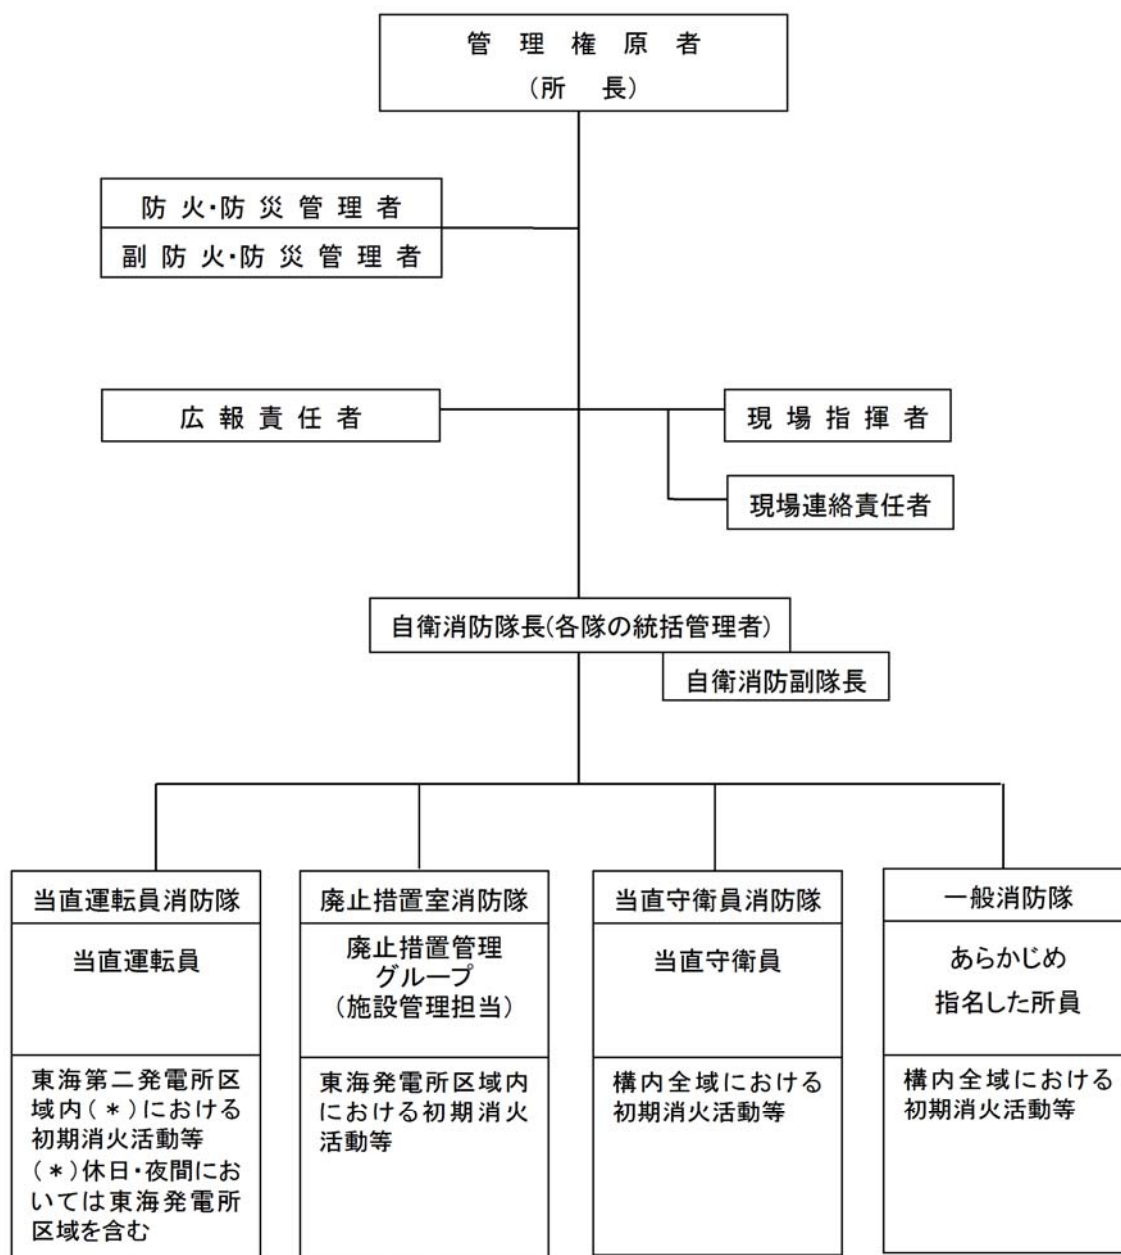 管理権原者
(所 長)
防火・防災管理者
副防火・防災管理者
広報責任者
現場指揮者
現場連絡責任者
自衛消防隊長(各隊の統括管理者)
自衛消防副隊長
当直運転員消防隊
当直運転員
東海第二発電所区
域内(*)における
初期消火活動等
(*)休日・夜間にお
いては東海発電所
区域を含む
廃止措置室消防隊
廃止措置管理
グループ
(施設管理担当)
東海発電所区域内
における初期消火
活動等
当直守衛員消防隊
当直守衛員
構内全域における
初期消火活動等
一般消防隊
あらかじめ
指名した所員
構内全域における
初期消火活動等